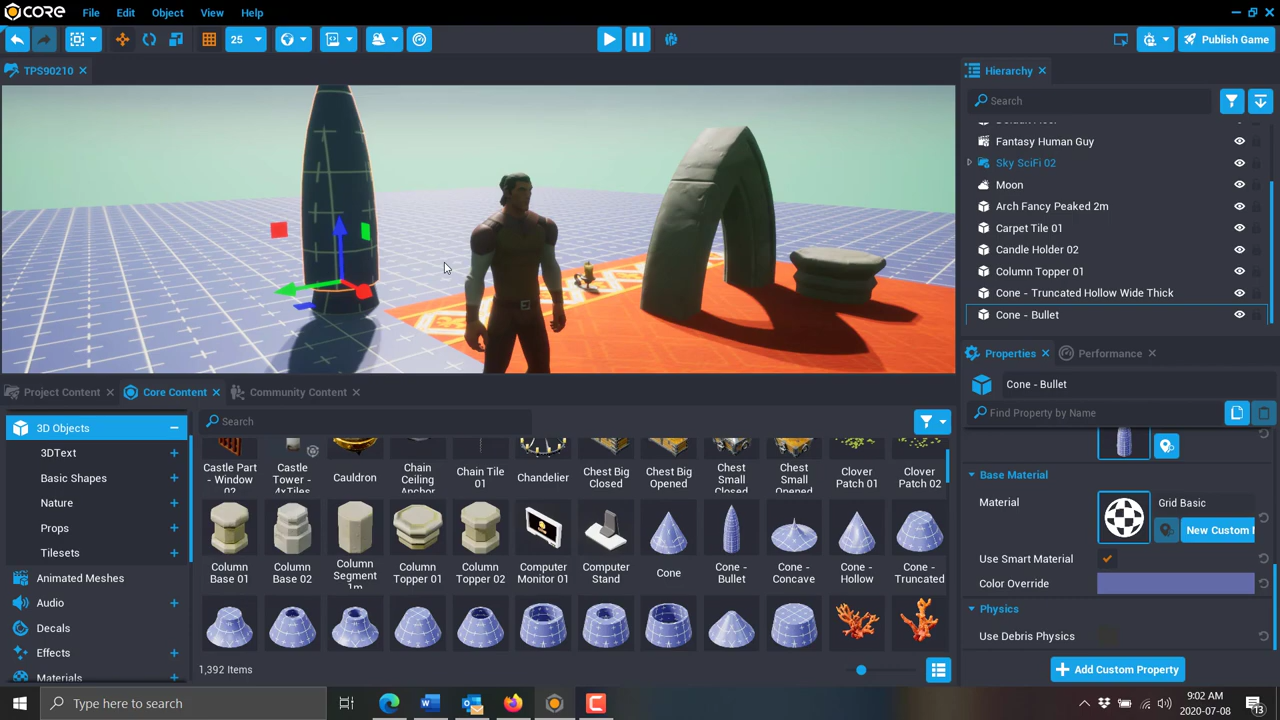 CORE File Edit Object View Help
25 Publish Game
TPS90210 Hierarchy
Search
Fantasy Human Guy
Sky SciFi 02
Moon
Arch Fancy Peaked 2m
Carpet Tile 01
Candle Holder 02
Column Topper 01
Cone - Truncated Hollow Wide Thick
Cone - Bullet
Properties Performance
Cone - Bullet
Find Property by Name
Base Material
Material Grid Basic
New Custom
Use Smart Material
Color Override
Physics
Use Debris Physics
Add Custom Property
Project Content Core Content Community Content
Search
3D Objects
3DText
Basic Shapes
Nature
Props
Tilesets
Animated Meshes
Audio
Decals
Effects
Materials
Castle Part - Window 02
Castle Tower - 4xTiles
Cauldron
Chain Ceiling Anchor
Chain Tile 01
Chandelier
Chest Big Closed
Chest Big Opened
Chest Small Closed
Chest Small Opened
Clover Patch 01
Clover Patch 02
Column Base 01
Column Base 02
Column Segment 1m
Column Topper 01
Column Topper 02
Computer Monitor 01
Computer Stand
Cone
Cone - Bullet
Cone - Concave
Cone - Hollow
Cone - Truncated
1,392 Items
Type here to search
9:02 AM
2020-07-08
13